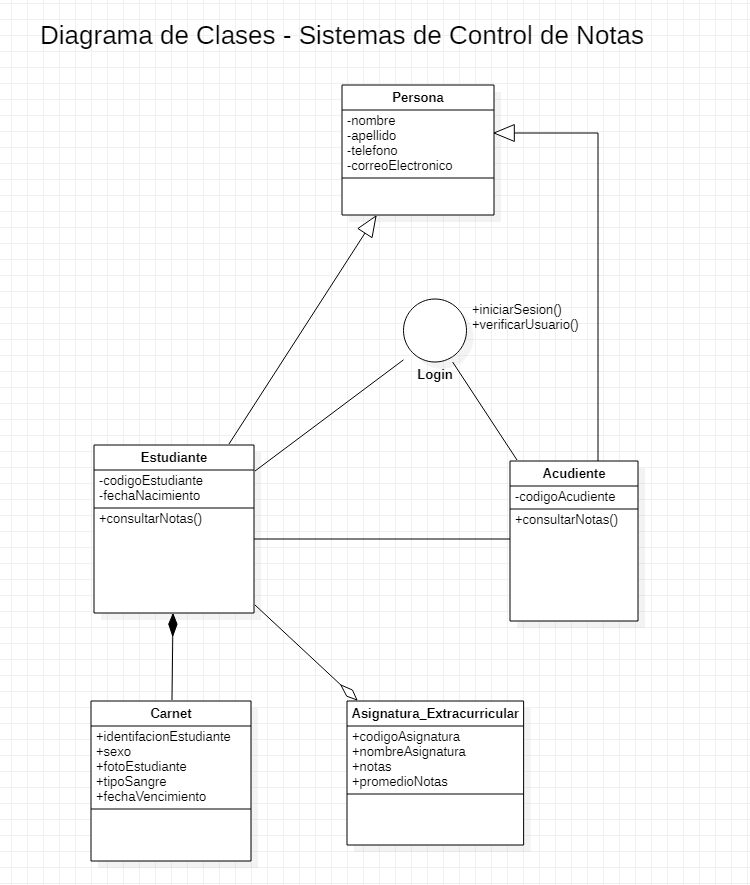 Diagrama de Clases - Sistemas de Control de Notas
Persona
-nombre
-apellido
-telefono
-correoElectronico
+iniciarSesion()
+verificarUsuario()
Login
Estudiante
-codigoEstudiante
-fechaNacimiento
+consultarNotas()
Acudiente
-codigoAcudiente
+consultarNotas()
Carnet
+identifacionEstudiante
+sexo
+fotoEstudiante
+tipoSangre
+fechaVencimiento
Asignatura_Extracurricular
+codigoAsignatura
+nombreAsignatura
+notas
+promedioNotas